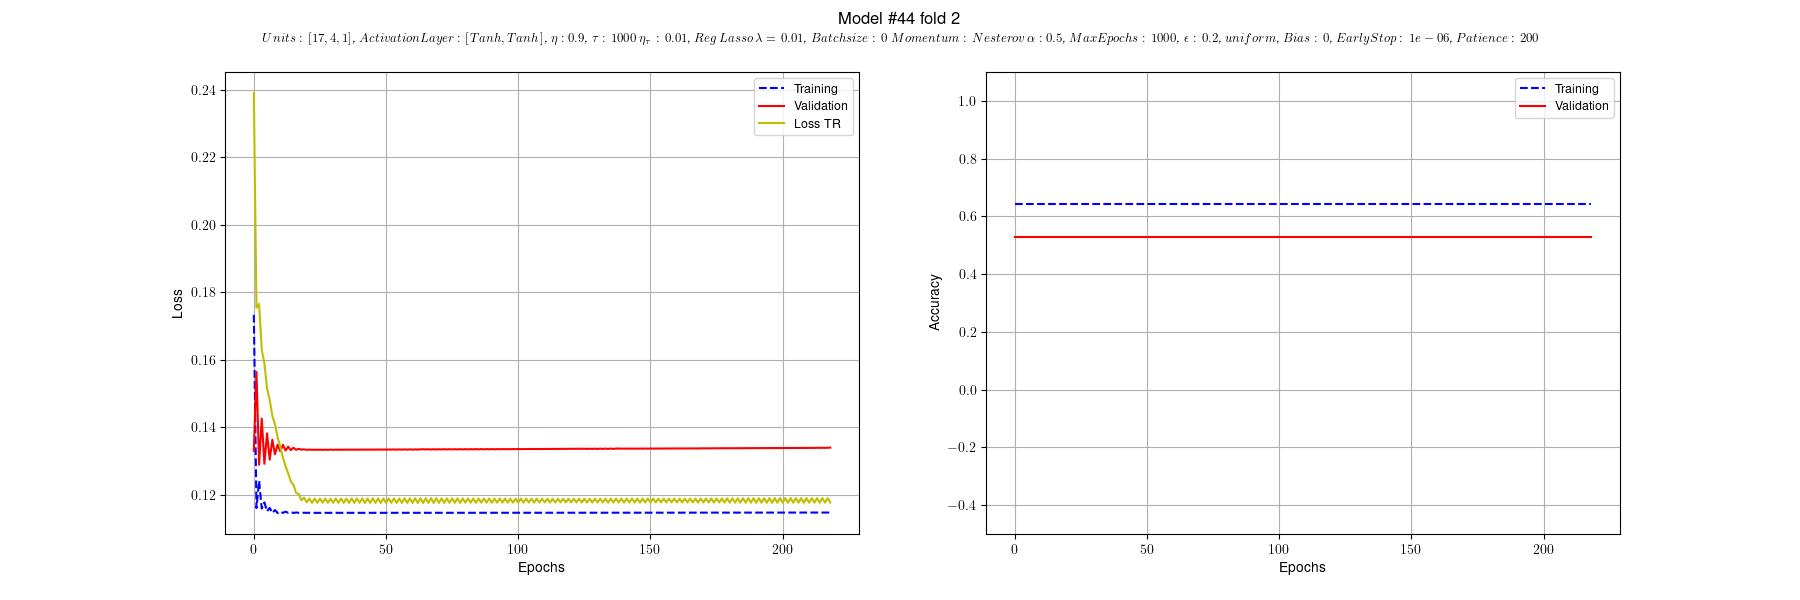 Model #44 fold 2
Units : [17, 4, 1], ActivationLayer : [Tanh, Tanh], η : 0.9, τ : 1000 η_τ : 0.01, Reg Lasso λ = 0.01, Batchsize : 0 Momentum : Nesterov α : 0.5, MaxEpochs : 1000, ϵ : 0.2, uniform, Bias : 0, EarlyStop : 1e − 06, Patience : 200
0.24
0.22
0.20
0.18
0.16
0.14
0.12
Loss
0 50 100 150 200
Epochs
Training
Validation
Loss TR
1.0
0.8
0.6
0.4
0.2
0.0
−0.2
−0.4
Accuracy
0 50 100 150 200
Epochs
Training
Validation